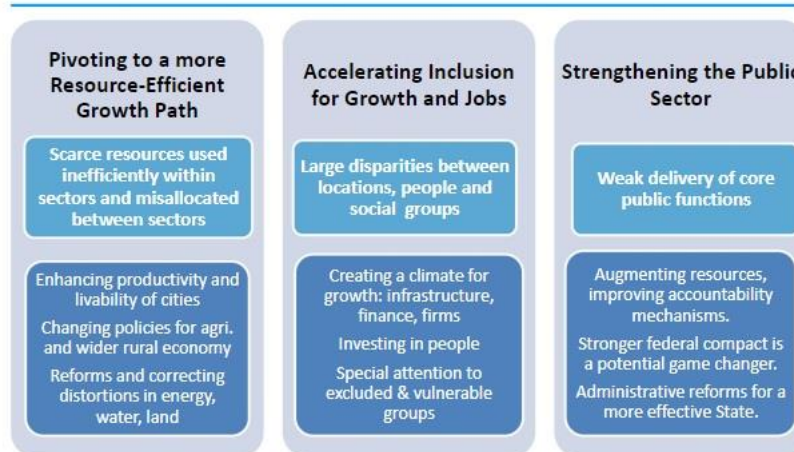 Pivoting to a more
Resource-Efficient
Growth Path
Scarce resources used
inefficiently within
sectors and misallocated
between sectors
Enhancing productivity and
livability of cities
Changing policies for agri.
and wider rural economy
Reforms and correcting
distortions in energy,
water, land
Accelerating Inclusion
for Growth and Jobs
Large disparities between
locations, people and
social groups
Creating a climate for
growth: infrastructure,
finance, firms
Investing in people
Special attention to
excluded & vulnerable
groups
Strengthening the Public
Sector
Weak delivery of core
public functions
Augmenting resources,
improving accountability
mechanisms.
Stronger federal compact is
a potential game changer.
Administrative reforms for a
more effective State.